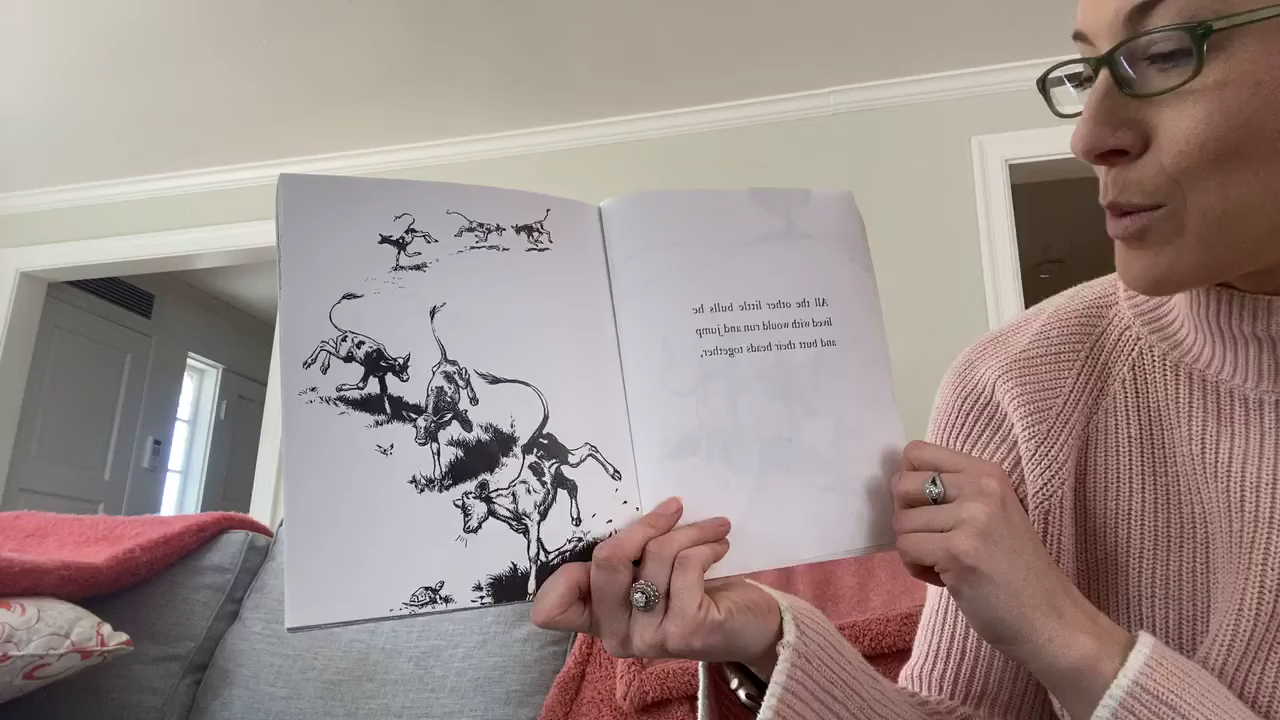 All the other little bulls he
lived with would run and jump
and butt their heads together,